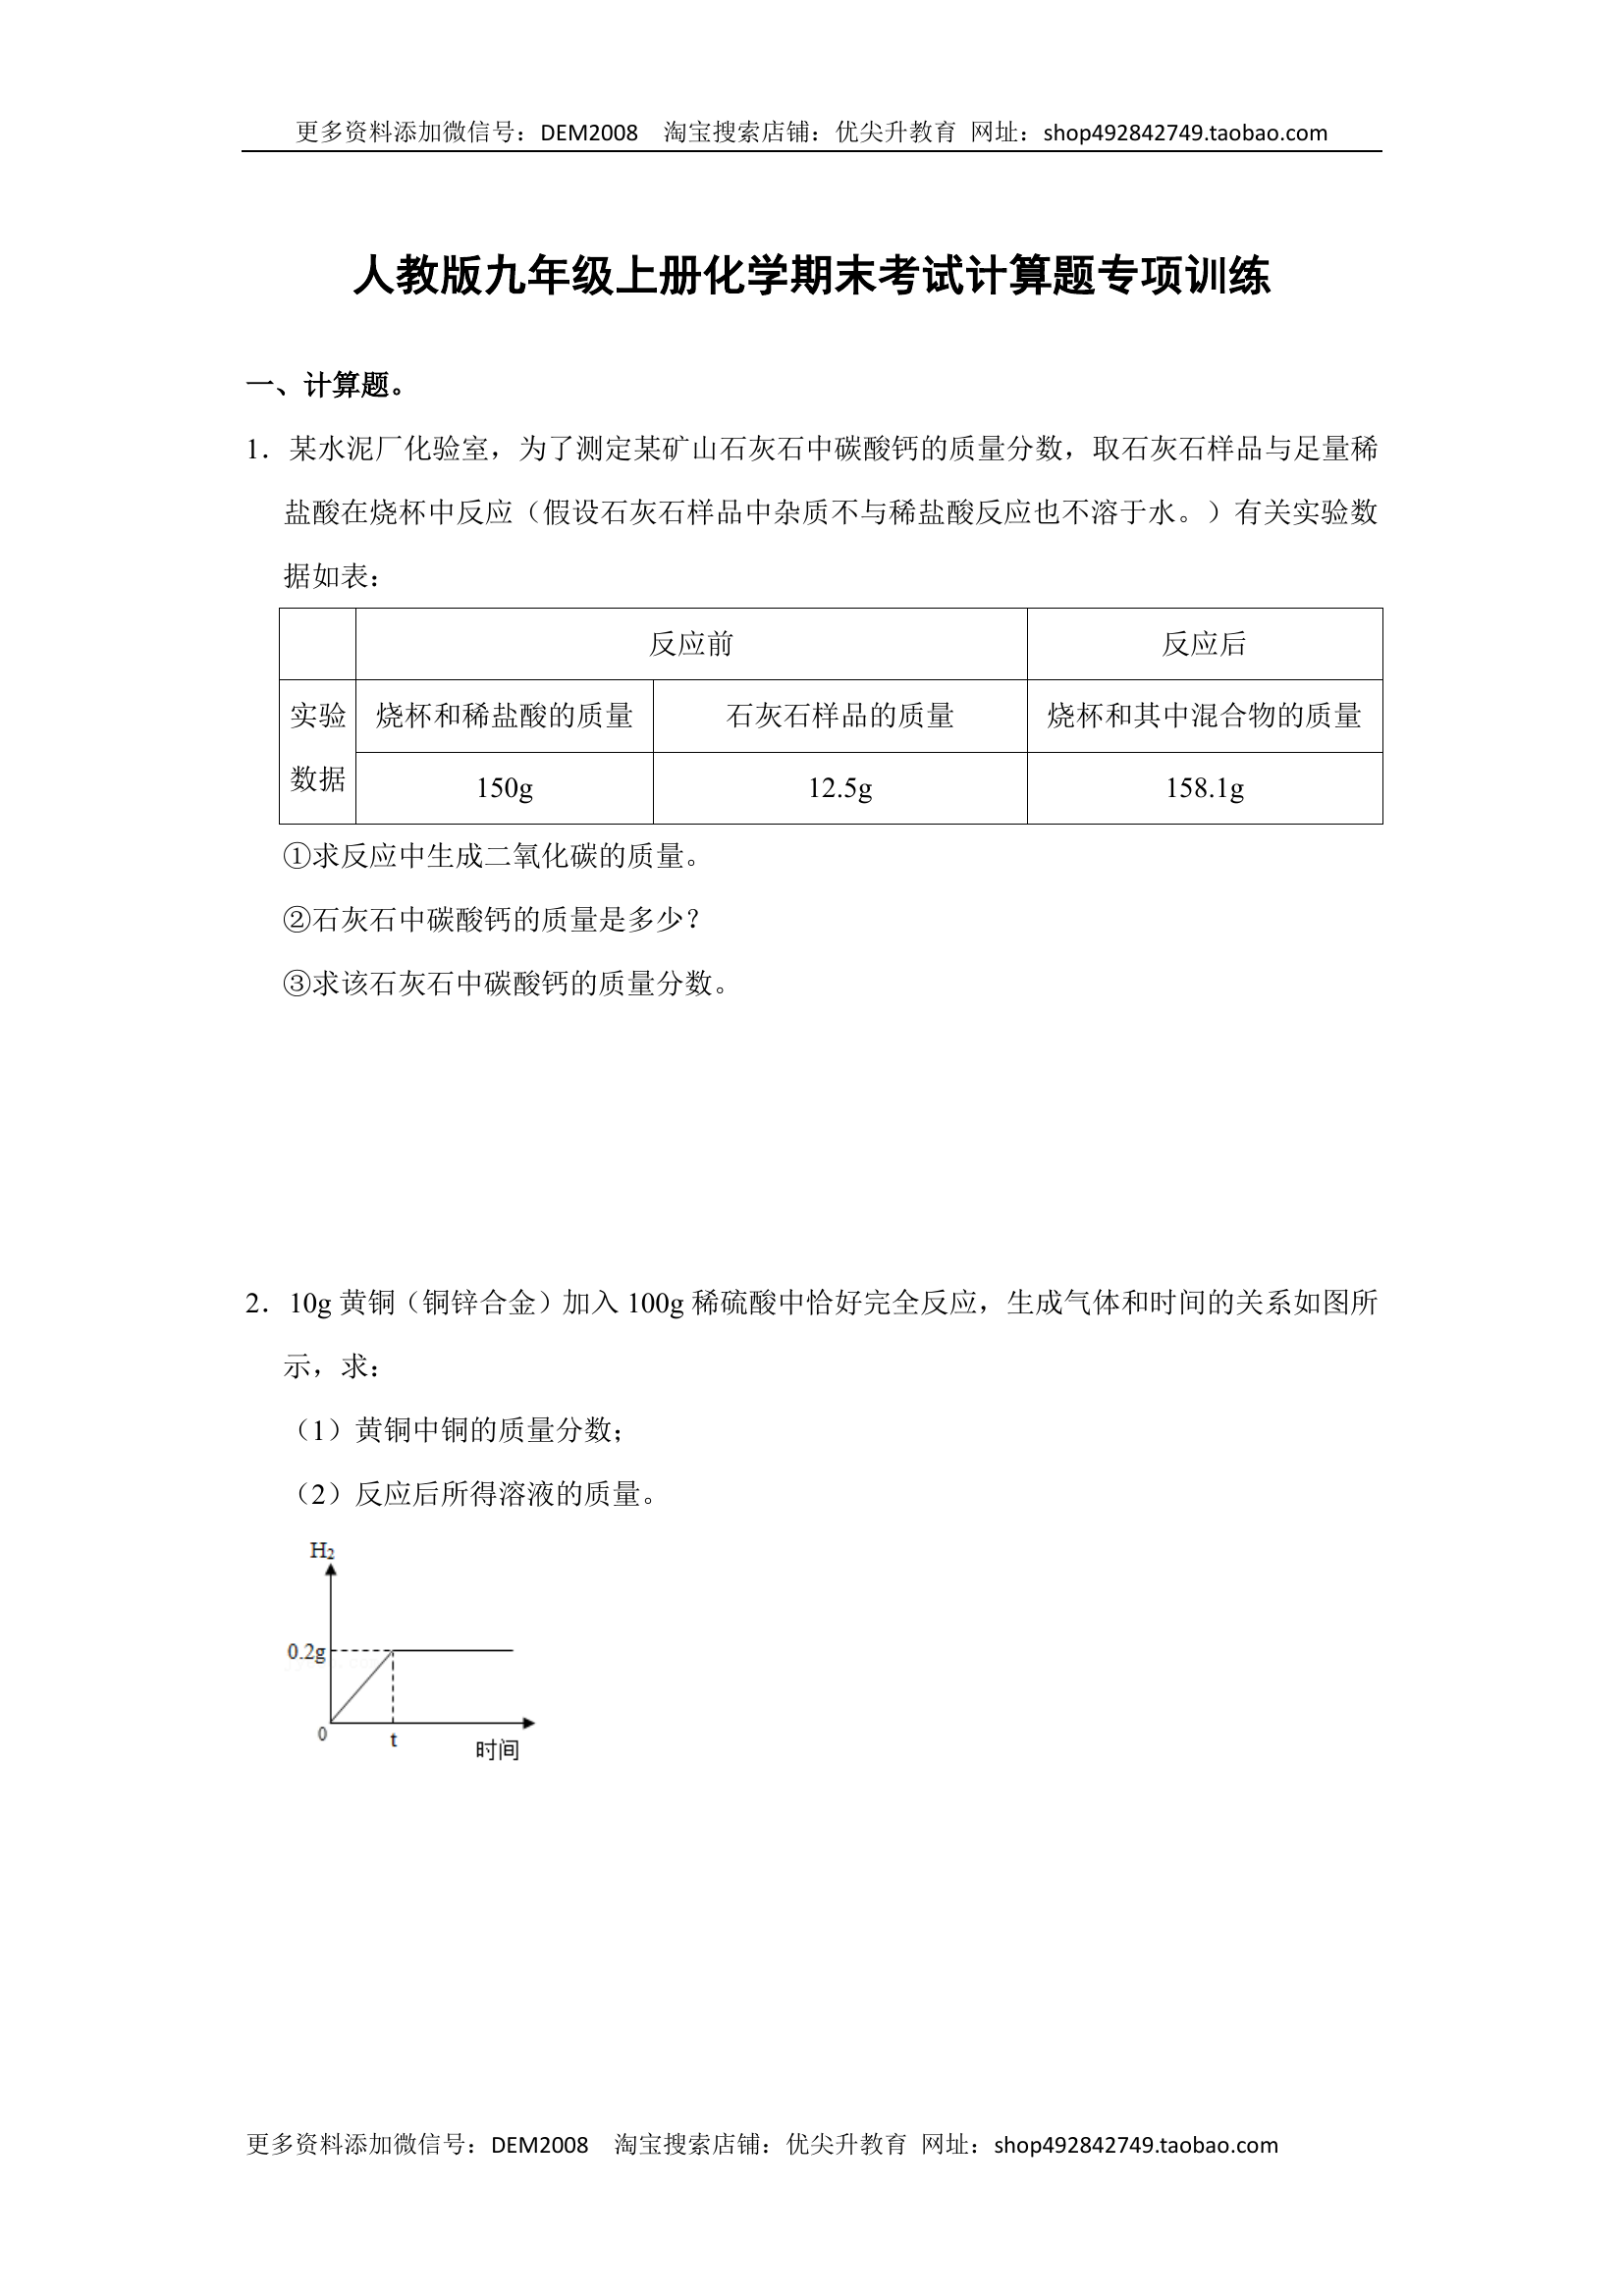 更多资料添加微信号：DEM2008 淘宝搜索店铺：优尖升教育 网址：shop492842749.taobao.com
人教版九年级上册化学期末考试计算题专项训练
一、计算题。
1．某水泥厂化验室，为了测定某矿山石灰石中碳酸钙的质量分数，取石灰石样品与足量稀
盐酸在烧杯中反应（假设石灰石样品中杂质不与稀盐酸反应也不溶于水。）有关实验数
据如表：
反应前 反应后
实验 烧杯和稀盐酸的质量 石灰石样品的质量 烧杯和其中混合物的质量
数据 150g 12.5g 158.1g
①求反应中生成二氧化碳的质量。
②石灰石中碳酸钙的质量是多少？
③求该石灰石中碳酸钙的质量分数。
2．10g 黄铜（铜锌合金）加入 100g 稀硫酸中恰好完全反应，生成气体和时间的关系如图所
示，求：
（1）黄铜中铜的质量分数；
（2）反应后所得溶液的质量。
H2
0.2g
0 t 时间
更多资料添加微信号：DEM2008 淘宝搜索店铺：优尖升教育 网址：shop492842749.taobao.com